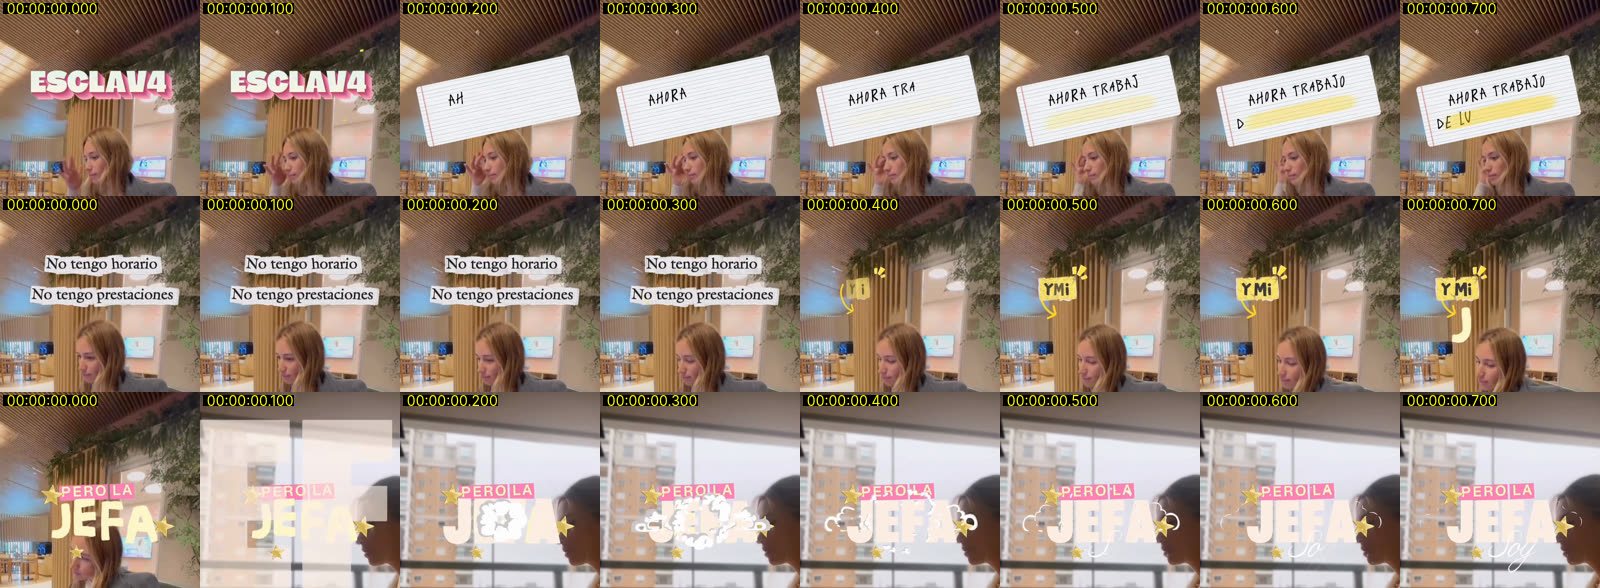 00:00:00.000 00:00:00.100 00:00:00.200 00:00:00.300 00:00:00.400 00:00:00.500 00:00:00.600 00:00:00.700
ESCLAV4
ESCLAV4
AH
AHORA
AHORA TRA
AHORA TRABAJ
AHORA TRABAJO
D
AHORA TRABAJO
DE LU
00:00:00.000 00:00:00.100 00:00:00.200 00:00:00.300 00:00:00.400 00:00:00.500 00:00:00.600 00:00:00.700
No tengo horario
No tengo prestaciones
No tengo horario
No tengo prestaciones
No tengo horario
No tengo prestaciones
No tengo horario
No tengo prestaciones
Y Mi
Y Mi
Y Mi
Y Mi
J
00:00:00.000 00:00:00.100 00:00:00.200 00:00:00.300 00:00:00.400 00:00:00.500 00:00:00.600 00:00:00.700
PERO LA
JEFA
PERO LA
JEFA
PERO LA
J A
PERO LA
JEFA
PERO LA
JEFA
PERO LA
JEFA
PERO LA
JEFA
So
PERO LA
JEFA
Soy